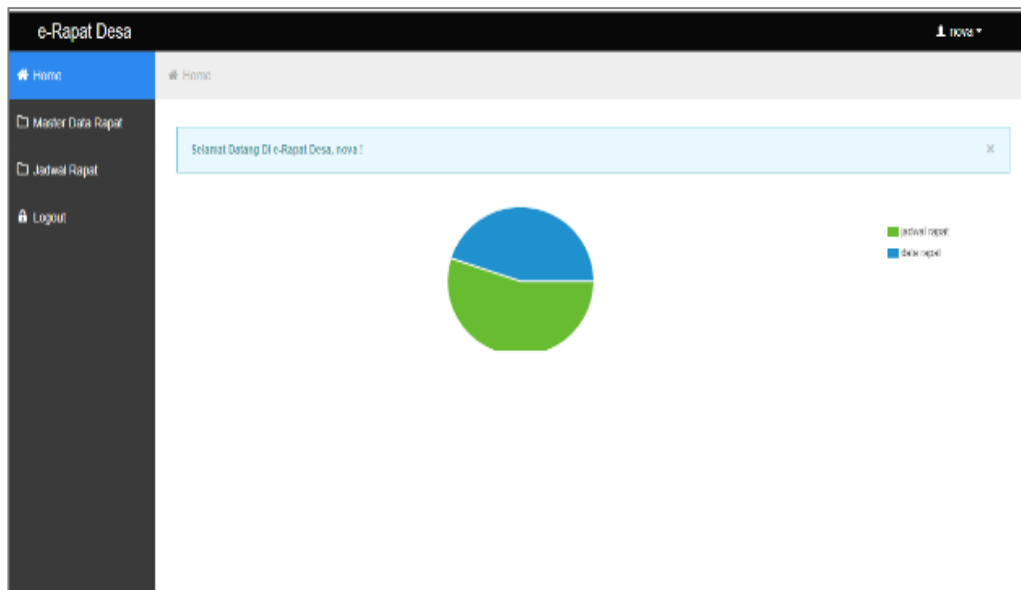 e-Rapat Desa
nova
Home
Home
Master Data Rapat
Selamat Datang Di e-Rapat Desa, nova !
×
Jadwal Rapat
Logout
jadwal rapat
data rapat